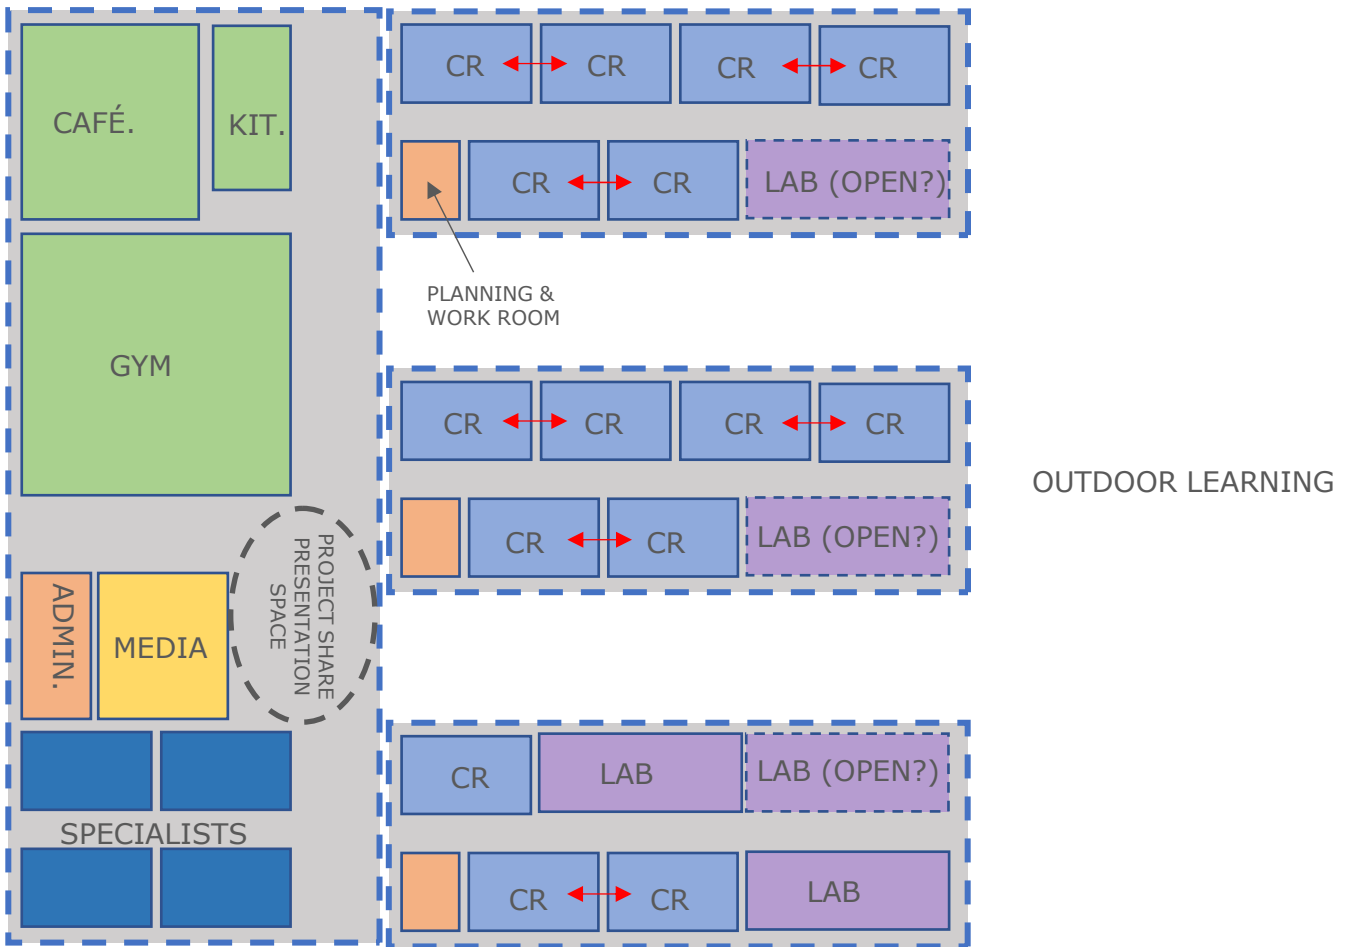 CAFÉ.
KIT.
GYM
ADMIN.
MEDIA
PROJECT SHARE
PRESENTATION
SPACE
SPECIALISTS
CR
CR
CR
CR
CR
CR
LAB (OPEN?)
PLANNING &
WORK ROOM
CR
CR
CR
CR
CR
CR
LAB (OPEN?)
CR
LAB
LAB (OPEN?)
CR
CR
LAB
OUTDOOR LEARNING